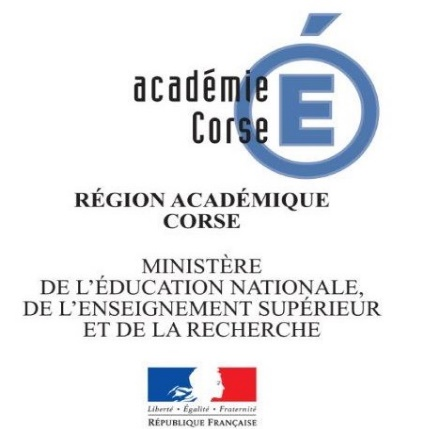 académie
Corse
É
RÉGION ACADÉMIQUE
CORSE
MINISTÈRE
DE L'ÉDUCATION NATIONALE,
DE L'ENSEIGNEMENT SUPÉRIEUR
ET DE LA RECHERCHE
Liberté • Égalité • Fraternité
RÉPUBLIQUE FRANÇAISE